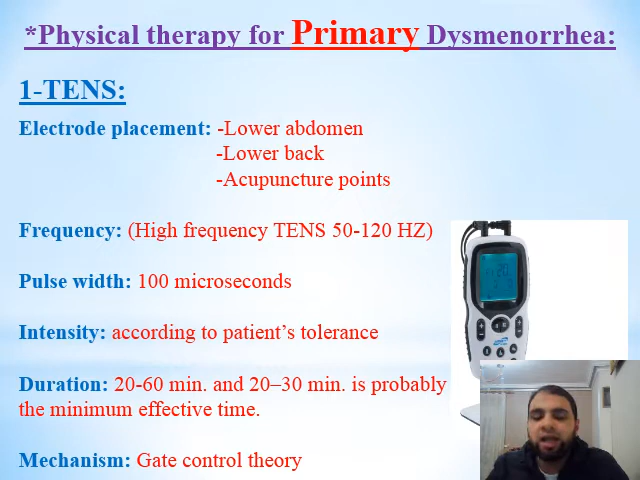 *Physical therapy for Primary Dysmenorrhea:
1-TENS:
Electrode placement: -Lower abdomen
-Lower back
-Acupuncture points
Frequency: (High frequency TENS 50-120 HZ)
Pulse width: 100 microseconds
Intensity: according to patient’s tolerance
Duration: 20-60 min. and 20–30 min. is probably
the minimum effective time.
Mechanism: Gate control theory